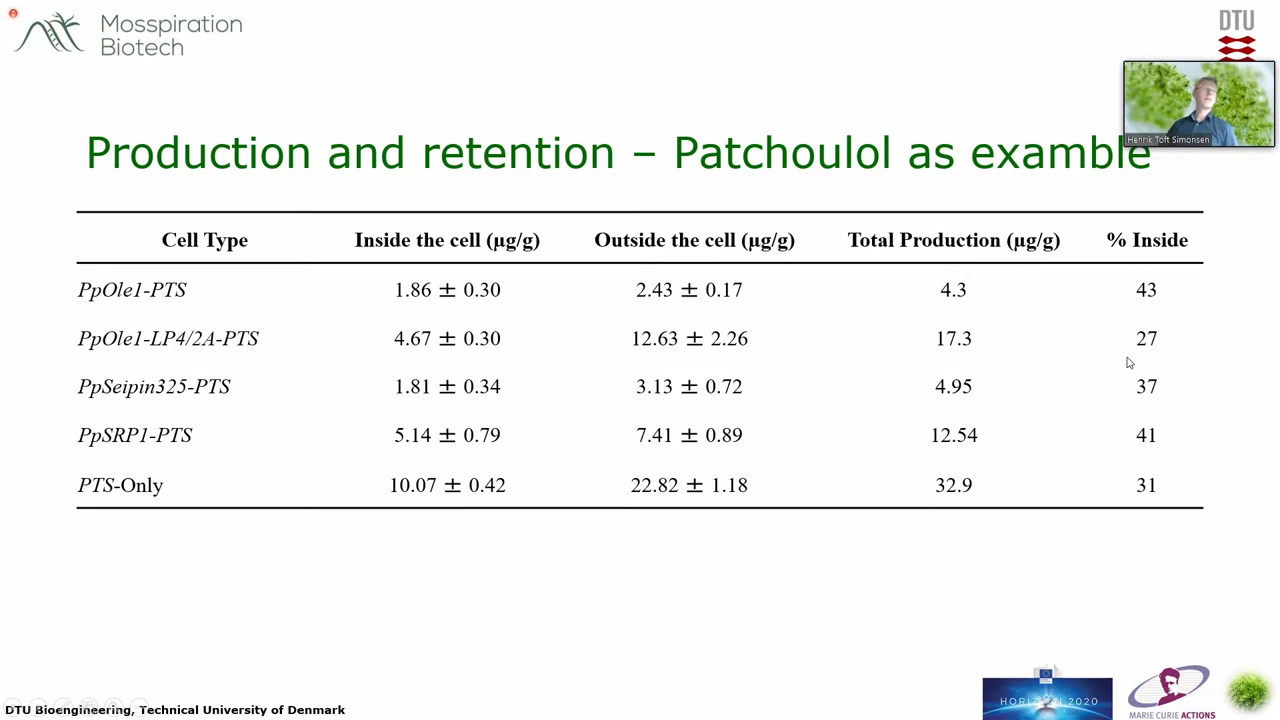 Mosspiration
Biotech
DTU
Henrik Toft Simonsen
Production and retention – Patchoulol as examble
Cell Type Inside the cell (µg/g) Outside the cell (µg/g) Total Production (µg/g) % Inside
PpOle1-PTS 1.86 ± 0.30 2.43 ± 0.17 4.3 43
PpOle1-LP4/2A-PTS 4.67 ± 0.30 12.63 ± 2.26 17.3 27
PpSeipin325-PTS 1.81 ± 0.34 3.13 ± 0.72 4.95 37
PpSRP1-PTS 5.14 ± 0.79 7.41 ± 0.89 12.54 41
PTS-Only 10.07 ± 0.42 22.82 ± 1.18 32.9 31
HORIZON 2020
MARIE CURIE ACTIONS
DTU Bioengineering, Technical University of Denmark